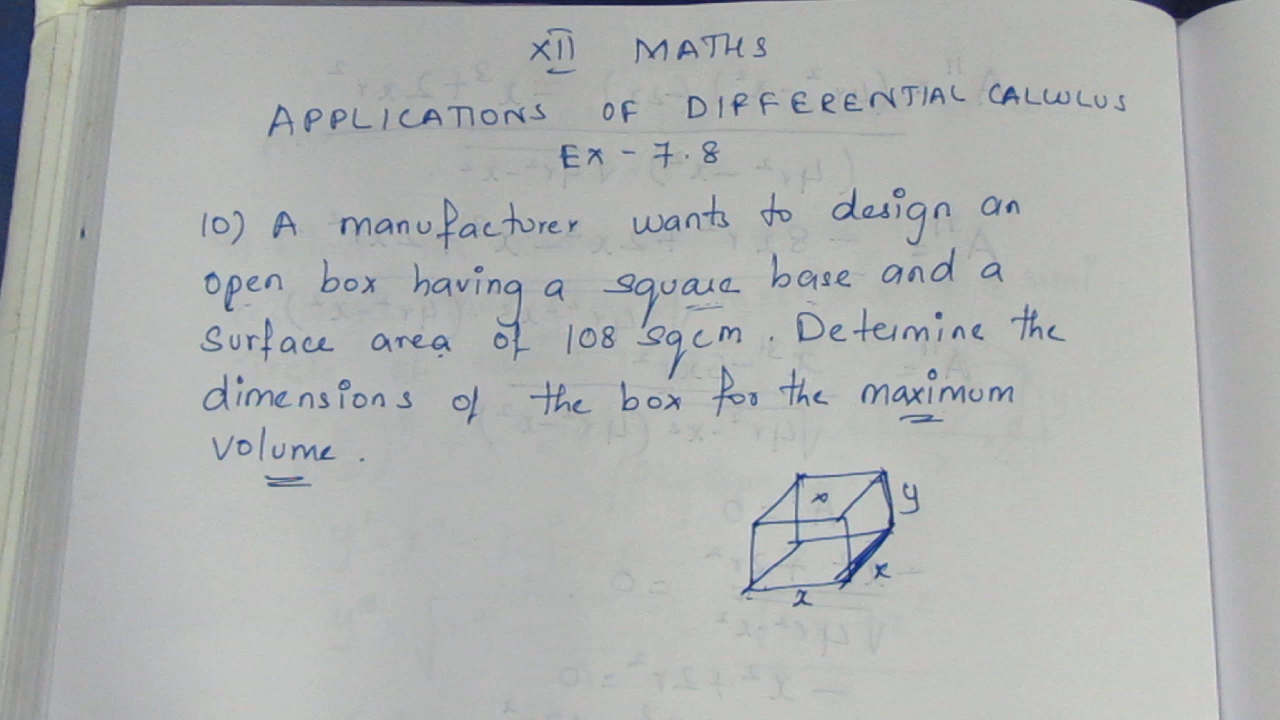 XII MATHS
APPLICATIONS OF DIFFERENTIAL CALCULUS
Ex - 7.8
10) A manufacturer wants to design an
open box having a square base and a
surface area of 108 sqcm. Determine the
dimensions of the box for the maximum
volume.
x
y
x
x